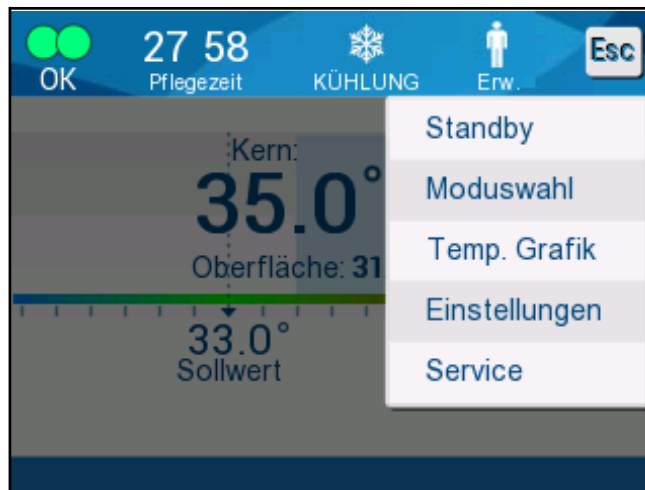 OK
27 58
Pflegezeit
KÜHLUNG
Erw.
Esc
Kern:
35.0°
Oberfläche: 31.
33.0°
Sollwert
Standby
Moduswahl
Temp. Grafik
Einstellungen
Service